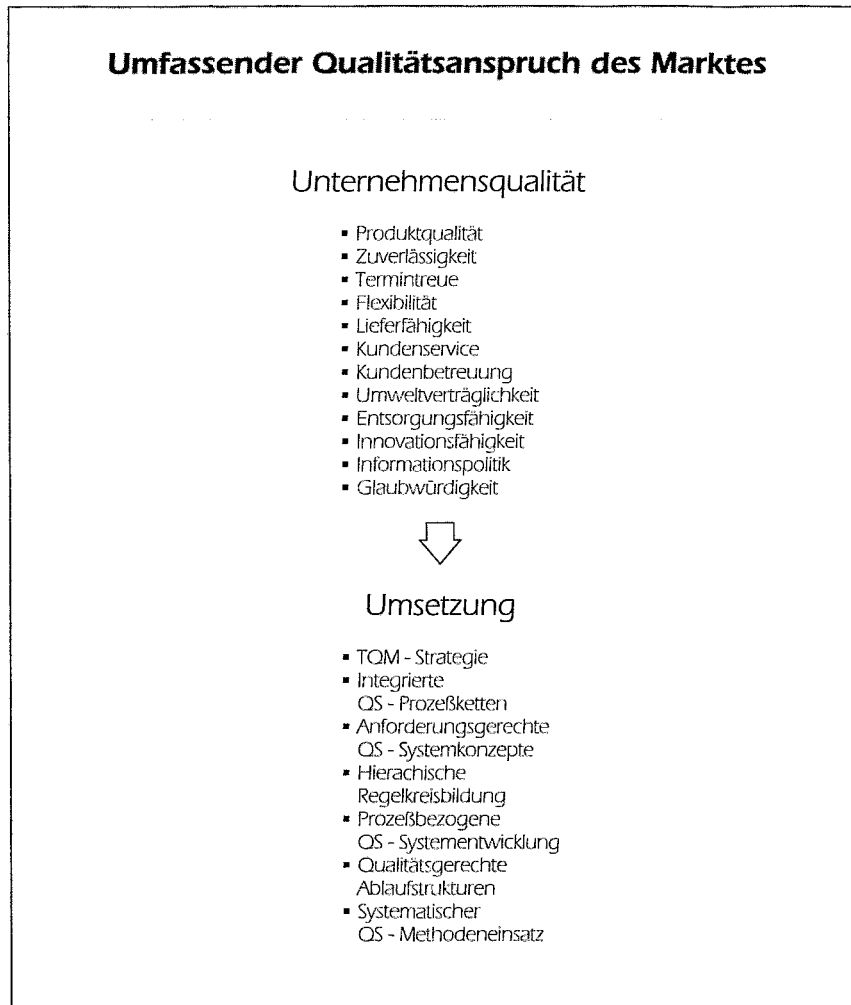 Umfassender Qualitätsanspruch des Marktes
Unternehmensqualität
▪ Produktqualität
▪ Zuverlässigkeit
▪ Termintreue
▪ Flexibilität
▪ Lieferfähigkeit
▪ Kundenservice
▪ Kundenbetreuung
▪ Umweltverträglichkeit
▪ Entsorgungsfähigkeit
▪ Innovationsfähigkeit
▪ Informationspolitik
▪ Glaubwürdigkeit
Umsetzung
▪ TQM - Strategie
▪ Integrierte
QS - Prozeßketten
▪ Anforderungsgerechte
QS - Systemkonzepte
▪ Hierachische
Regelkreisbildung
▪ Prozeßbezogene
QS - Systementwicklung
▪ Qualitätsgerechte
Ablaufstrukturen
▪ Systematischer
QS - Methodeneinsatz